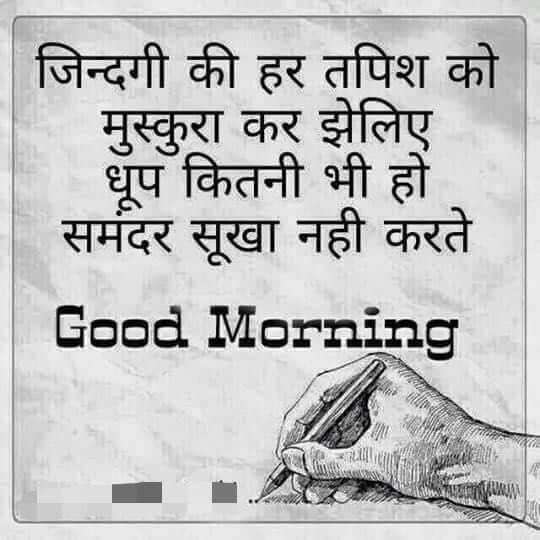 जिन्दगी की हर तपिश को
मुस्कुरा कर झेलिए
धूप कितनी भी हो
समंदर सूखा नही करते
Good Morning